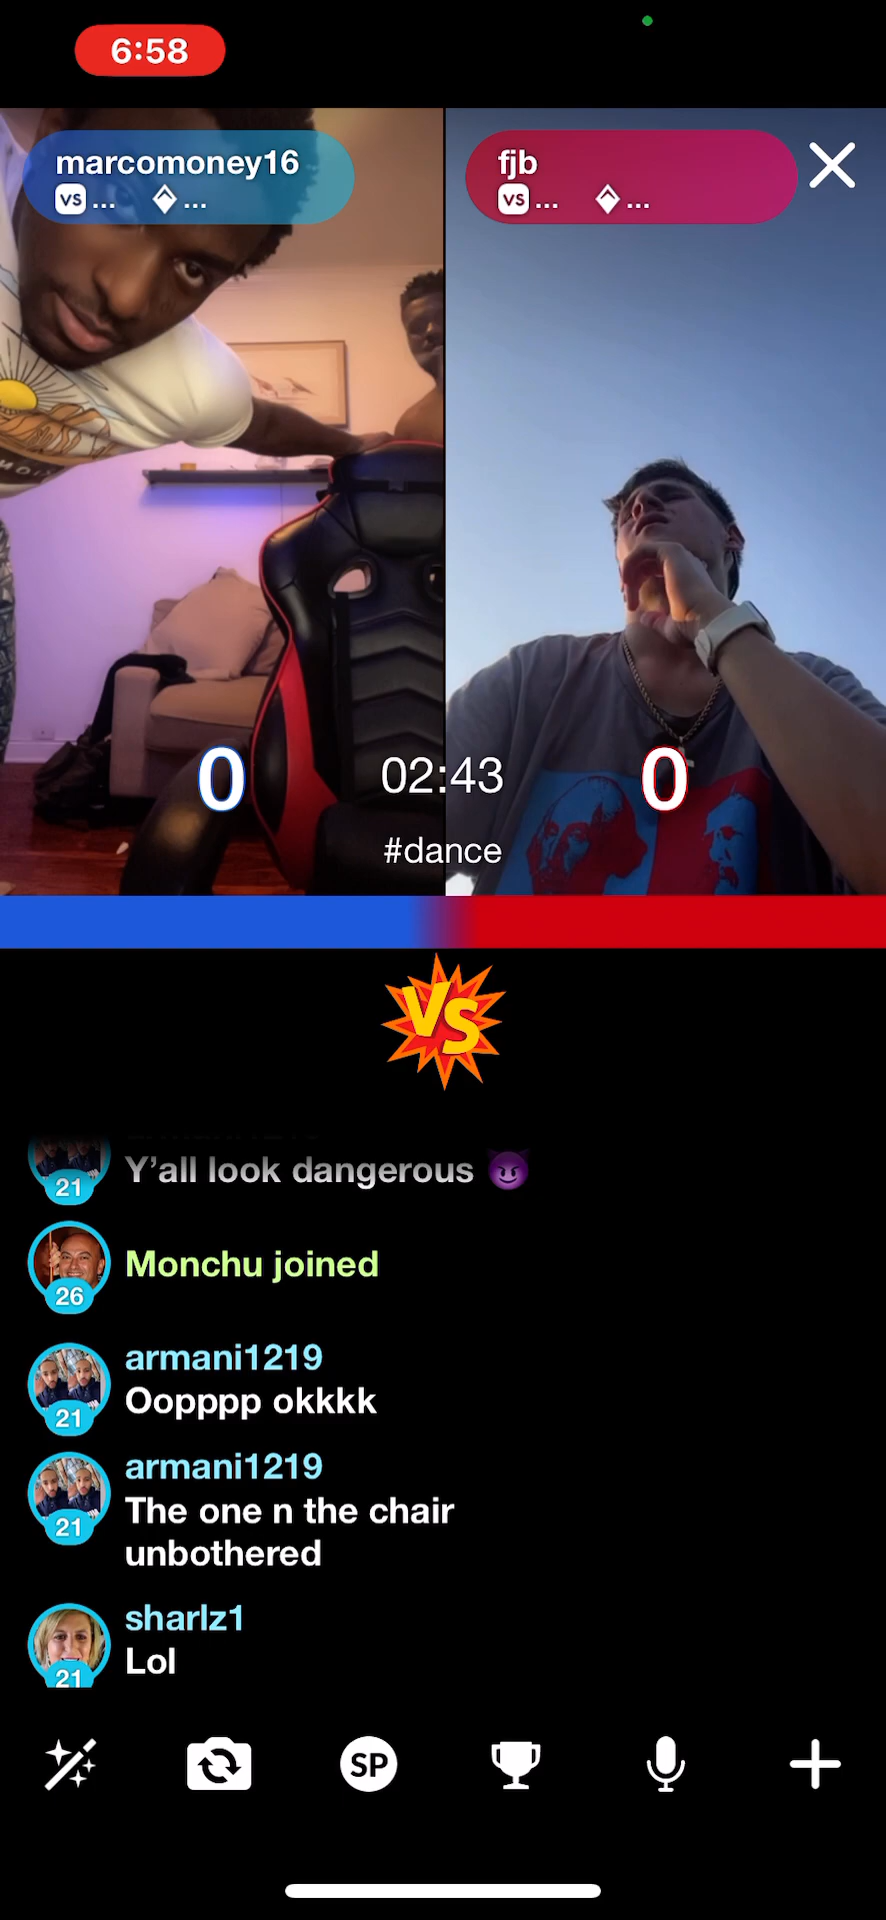 6:58
marcomoney16
VS ... ...
fjb
VS ... ...
0
02:43
0
#dance
VS
Y’all look dangerous 😈
21
Monchu joined
26
armani1219
Oopppp okkkk
21
armani1219
The one n the chair
unbothered
21
sharlz1
Lol
21
SP